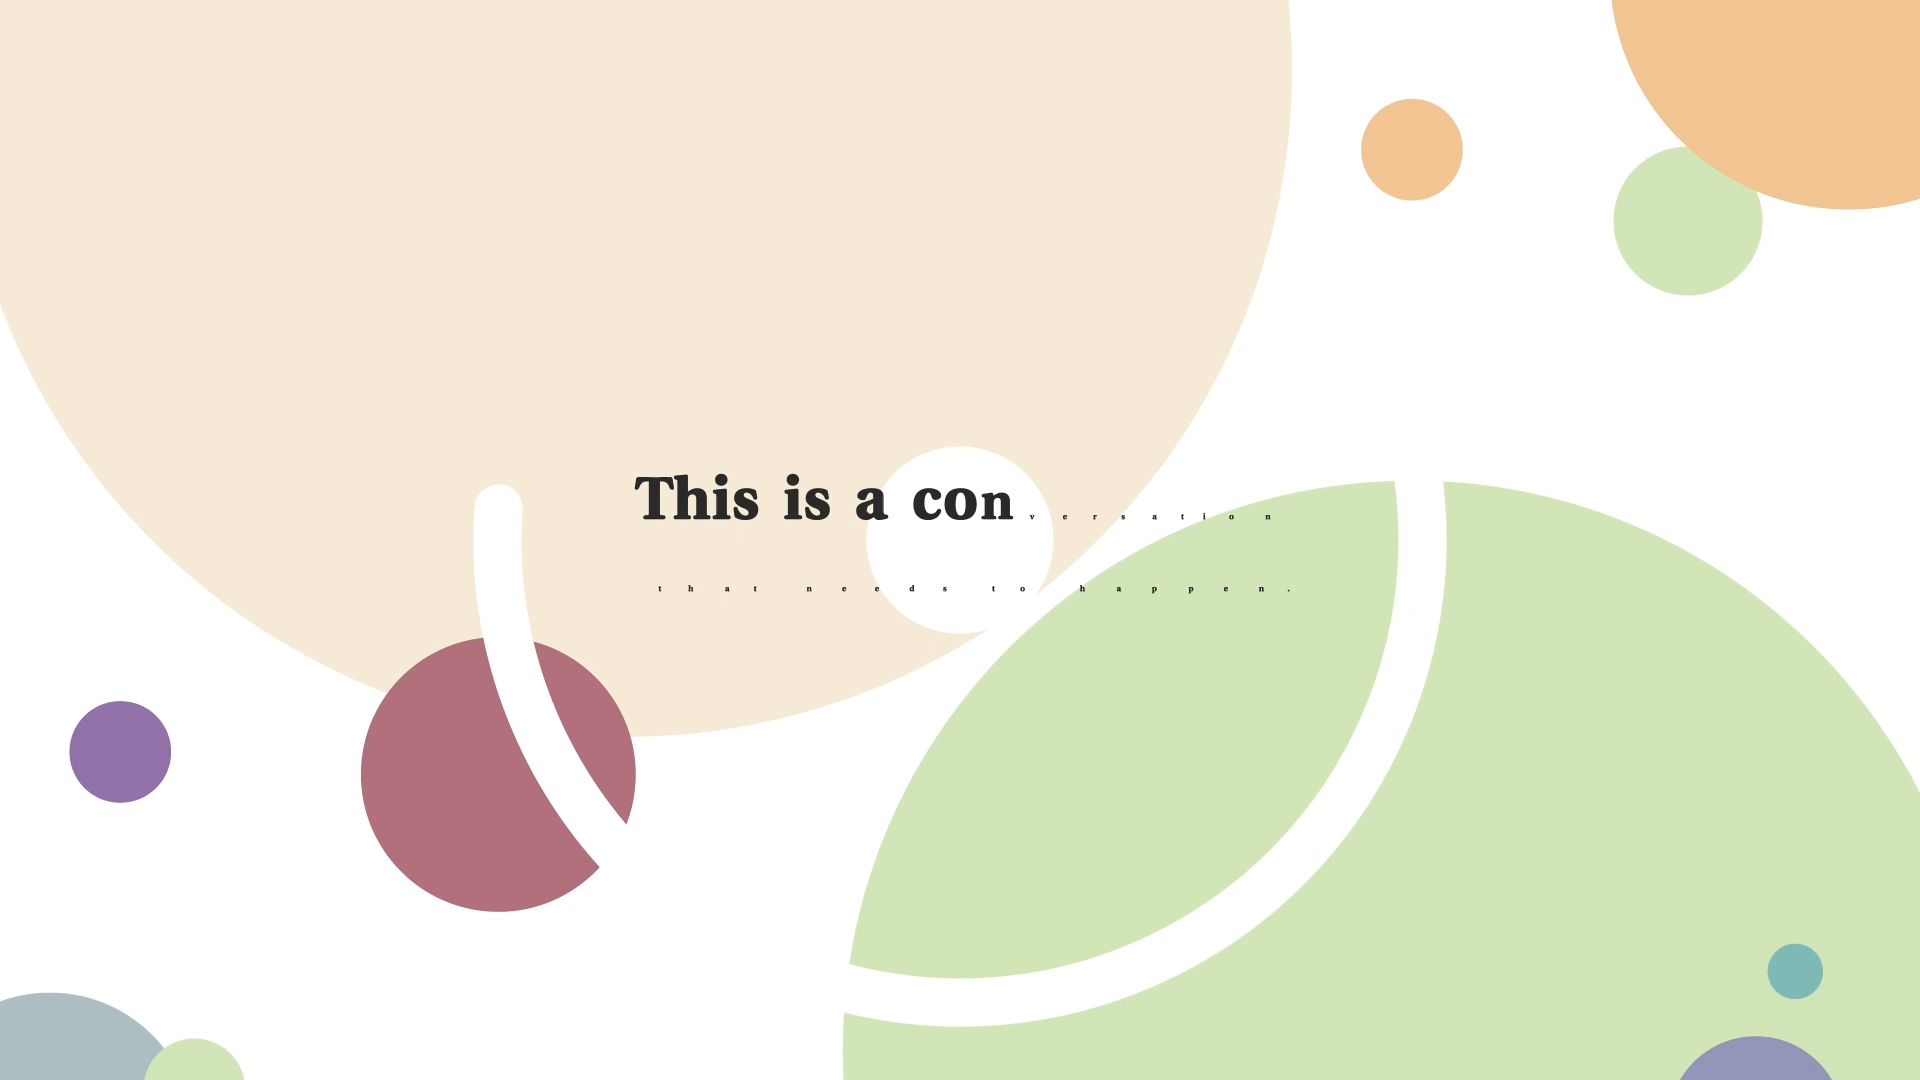 This is a conversation
that needs to happen.